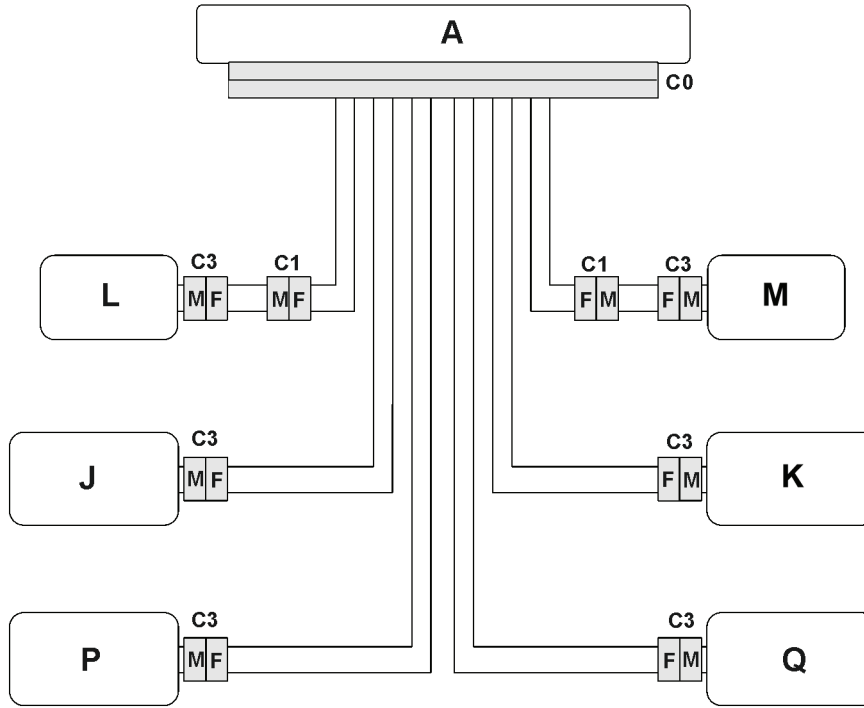 A
C0
C3 C1 C1 C3
L M F M F F M F M M
C3 C3
J M F F M K
C3 C3
P M F F M Q